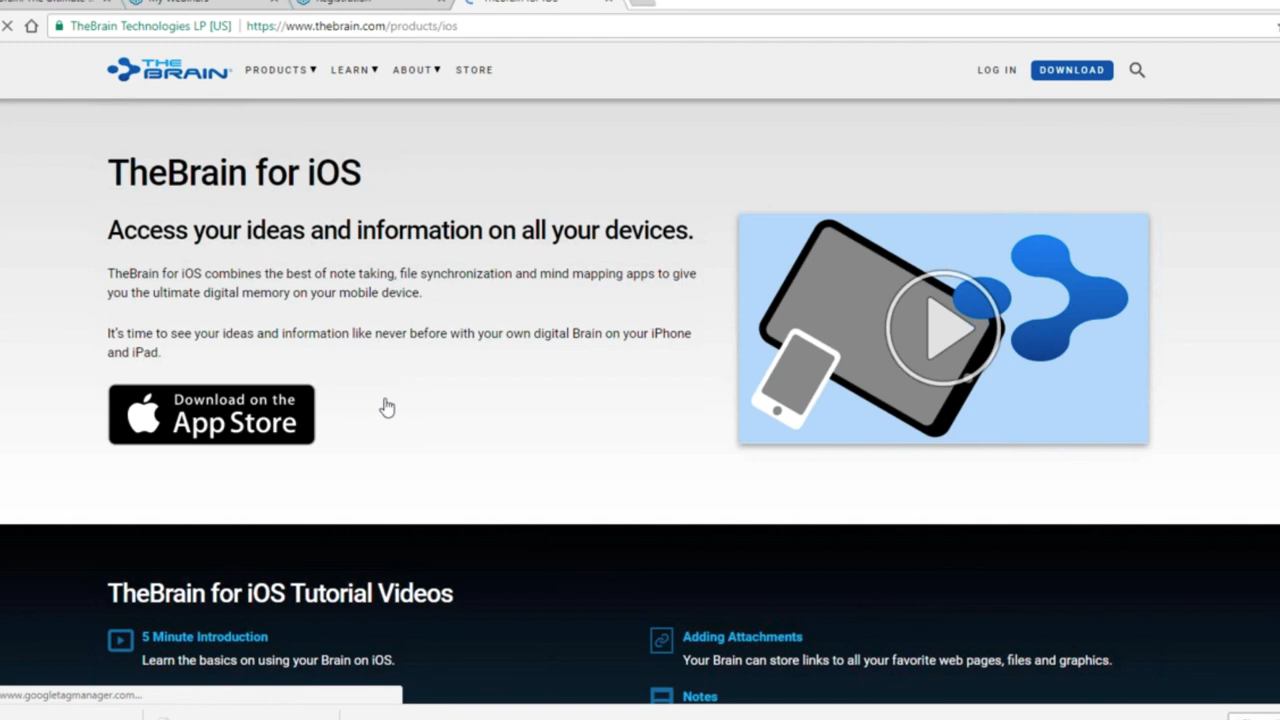 TheBrain Technologies LP [US] https://www.thebrain.com/products/ios
THE BRAIN PRODUCTS▼ LEARN▼ ABOUT▼ STORE LOG IN DOWNLOAD
TheBrain for iOS
Access your ideas and information on all your devices.
TheBrain for iOS combines the best of note taking, file synchronization and mind mapping apps to give
you the ultimate digital memory on your mobile device.
It's time to see your ideas and information like never before with your own digital Brain on your iPhone
and iPad.
Download on the
App Store
TheBrain for iOS Tutorial Videos
5 Minute Introduction
Learn the basics on using your Brain on iOS.
Adding Attachments
Your Brain can store links to all your favorite web pages, files and graphics.
Notes
www.googletagmanager.com...